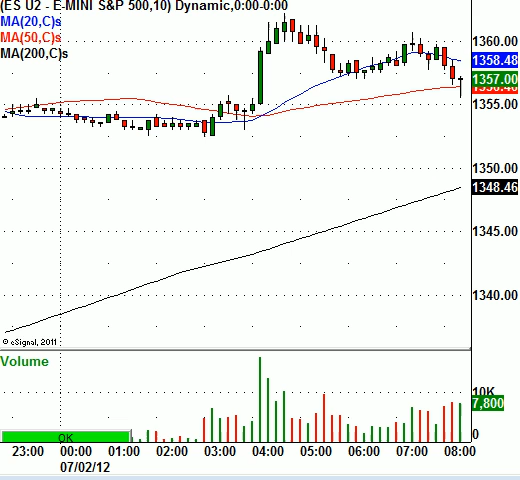 (ES U2 - E-MINI S&P 500,10) Dynamic,0:00-0:00
MA(20,C)s
MA(50,C)s
MA(200,C)s
1360.00
1358.48
1357.00
1355.00
1350.00
1348.46
1345.00
1340.00
© eSignal, 2011
Volume
10K
7,800
0
OK
23:00 00:00 01:00 02:00 03:00 04:00 05:00 06:00 07:00 08:00
07/02/12